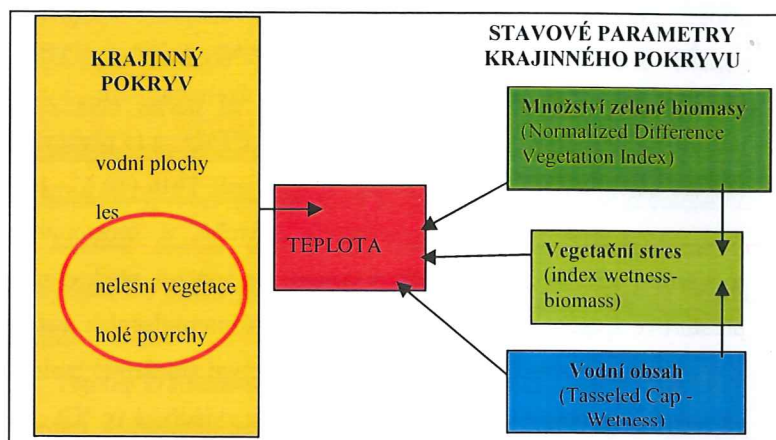 KRAJINNÝ
POKRYV
vodní plochy
les
nelesní vegetace
holé povrchy
TEPLOTA
STAVOVÉ PARAMETRY
KRAJINNÉHO POKRYVU
Množství zelené biomasy
(Normalized Difference
Vegetation Index)
Vegetační stres
(index wetness-
biomass)
Vodní obsah
(Tasseled Cap -
Wetness)